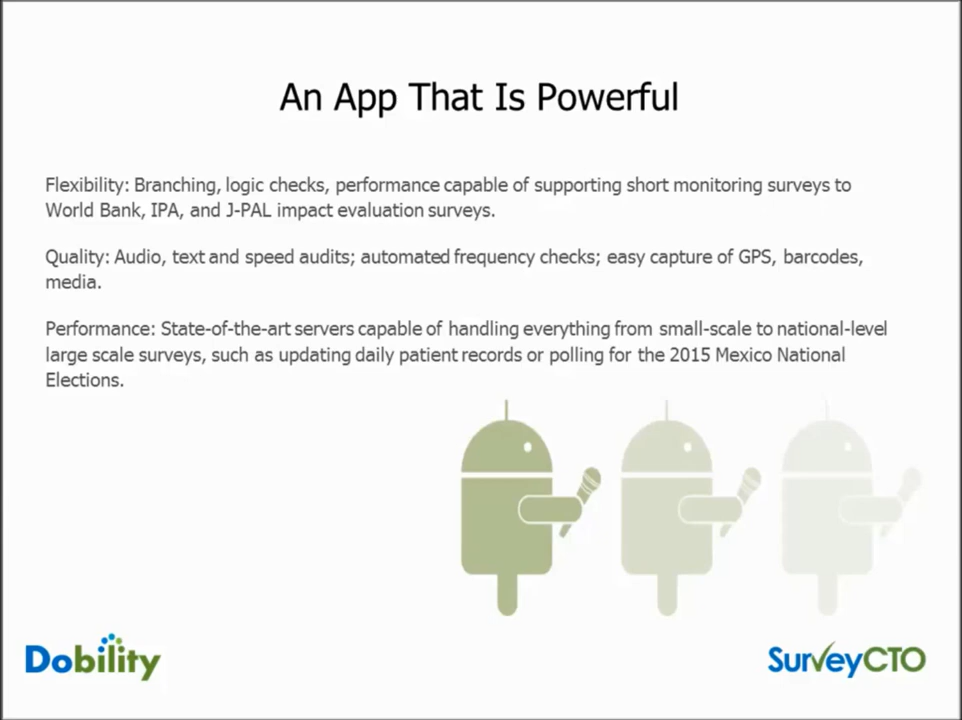 An App That Is Powerful
Flexibility: Branching, logic checks, performance capable of supporting short monitoring surveys to
World Bank, IPA, and J-PAL impact evaluation surveys.
Quality: Audio, text and speed audits; automated frequency checks; easy capture of GPS, barcodes,
media.
Performance: State-of-the-art servers capable of handling everything from small-scale to national-level
large scale surveys, such as updating daily patient records or polling for the 2015 Mexico National
Elections.
Dobility
SurveyCTO